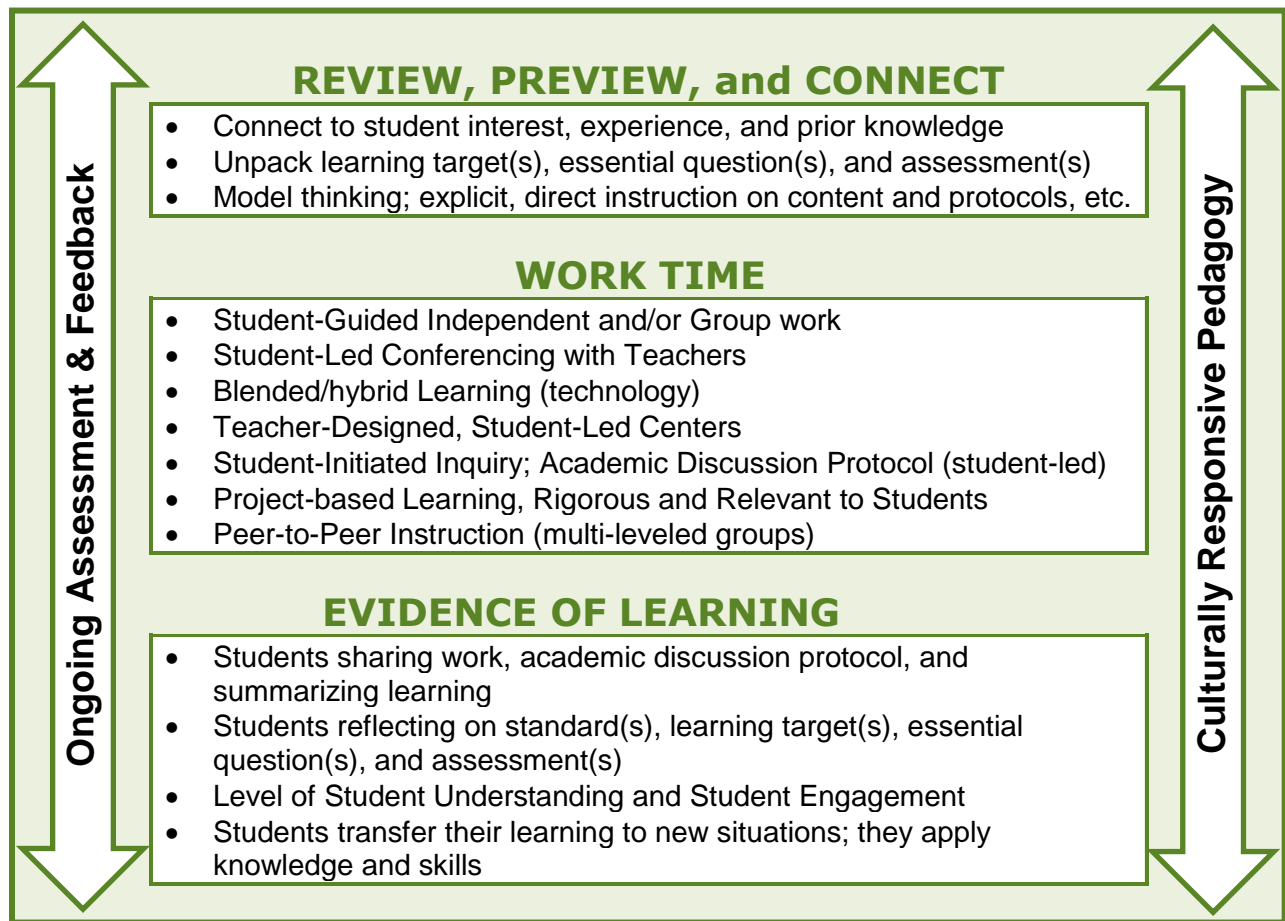 REVIEW, PREVIEW, and CONNECT
• Connect to student interest, experience, and prior knowledge
• Unpack learning target(s), essential question(s), and assessment(s)
• Model thinking; explicit, direct instruction on content and protocols, etc.
WORK TIME
• Student-Guided Independent and/or Group work
• Student-Led Conferencing with Teachers
• Blended/hybrid Learning (technology)
• Teacher-Designed, Student-Led Centers
• Student-Initiated Inquiry; Academic Discussion Protocol (student-led)
• Project-based Learning, Rigorous and Relevant to Students
• Peer-to-Peer Instruction (multi-leveled groups)
EVIDENCE OF LEARNING
• Students sharing work, academic discussion protocol, and
summarizing learning
• Students reflecting on standard(s), learning target(s), essential
question(s), and assessment(s)
• Level of Student Understanding and Student Engagement
• Students transfer their learning to new situations; they apply
knowledge and skills
Ongoing Assessment & Feedback
Culturally Responsive Pedagogy